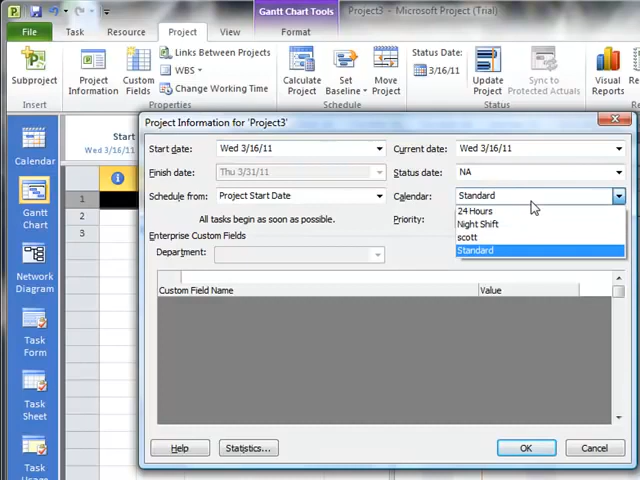 Gantt Chart Tools
Project3 - Microsoft Project (Trial)
File
Task
Resource
Project
View
Format
Subproject
Insert
Project
Information
Custom
Fields
Links Between Projects
WBS
Change Working Time
Properties
Calculate
Project
Set
Baseline
Move
Project
Schedule
Status Date:
3/16/11
Update
Project
Sync to
Protected Actuals
Status
Visual
Reports
Calendar
Gantt
Chart
Network
Diagram
Task
Form
Task
Sheet
Task
Usage
Start
Wed 3/16/11
1
2
3
Project Information for 'Project3'
Start date:
Wed 3/16/11
Current date:
Wed 3/16/11
Finish date:
Thu 3/31/11
Status date:
NA
Schedule from:
Project Start Date
Calendar:
Standard
24 Hours
Night Shift
scott
Standard
All tasks begin as soon as possible.
Priority:
Enterprise Custom Fields
Department:
Custom Field Name
Value
Help
Statistics...
OK
Cancel